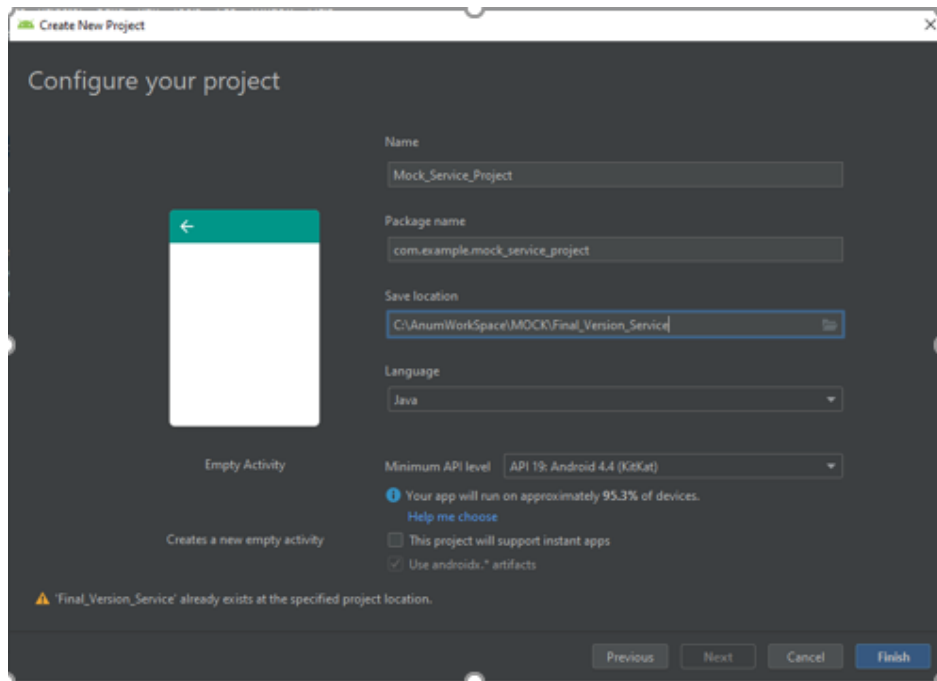 Create New Project
Configure your project
Name
Mock_Service_Project
Package name
com.example.mock_service_project
Save location
C:\AnumWorkSpace\MOCK\Final_Version_Service
Language
Java
Empty Activity
Minimum API level API 19: Android 4.4 (KitKat)
Your app will run on approximately 95.3% of devices.
Help me choose
Creates a new empty activity
This project will support instant apps
Use androidx.* artifacts
'Final_Version_Service' already exists at the specified project location.
Previous Next Cancel Finish